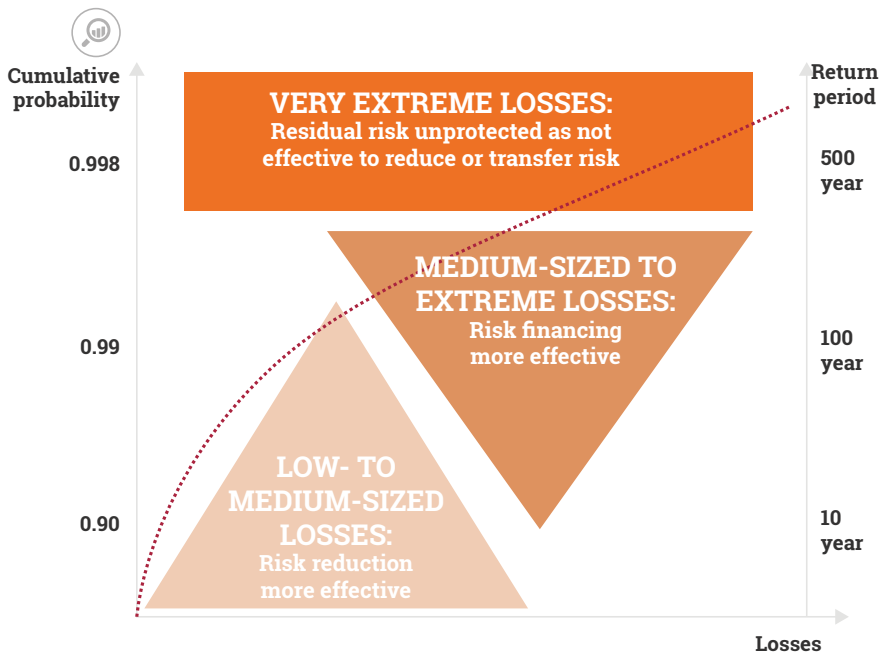 Cumulative
probability
Return
period
VERY EXTREME LOSSES:
Residual risk unprotected as not
effective to reduce or transfer risk
0.998
500
year
MEDIUM-SIZED TO
EXTREME LOSSES:
Risk financing
more effective
0.99
100
year
LOW- TO
MEDIUM-SIZED
LOSSES:
Risk reduction
more effective
0.90
10
year
Losses